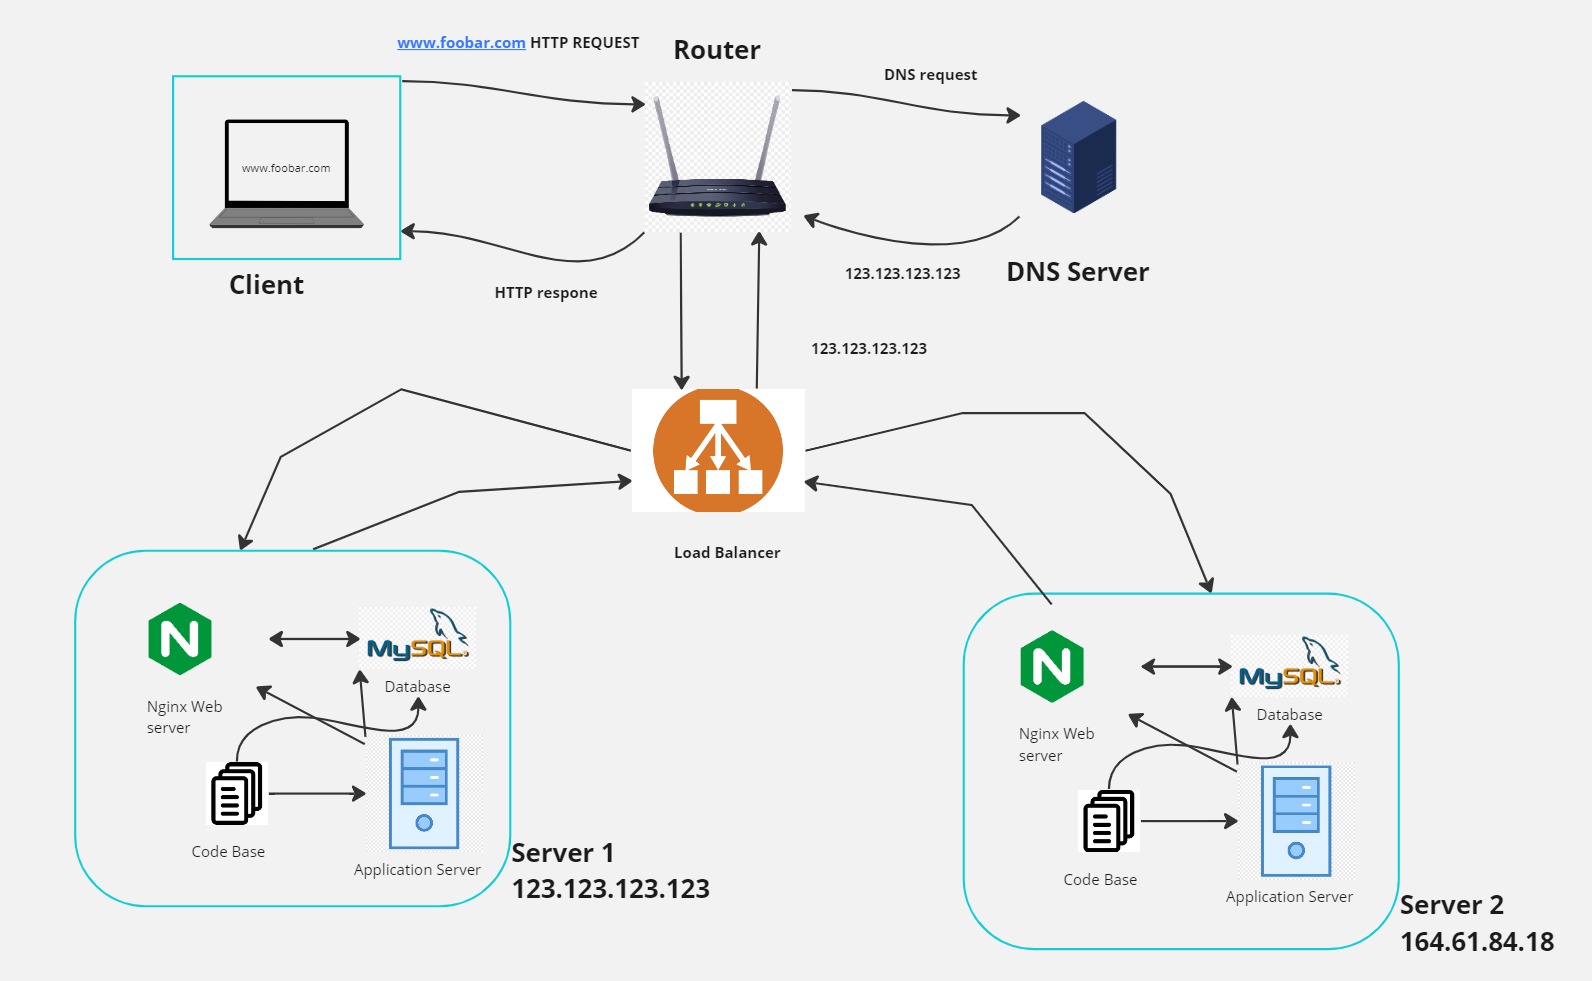 www.foobar.com HTTP REQUEST
Router
DNS request
www.foobar.com
Client
HTTP respone
123.123.123.123
DNS Server
123.123.123.123
Load Balancer
N
MySQL
Database
Nginx Web
server
Code Base
Application Server
Server 1
123.123.123.123
N
MySQL
Database
Nginx Web
server
Code Base
Application Server
Server 2
164.61.84.18